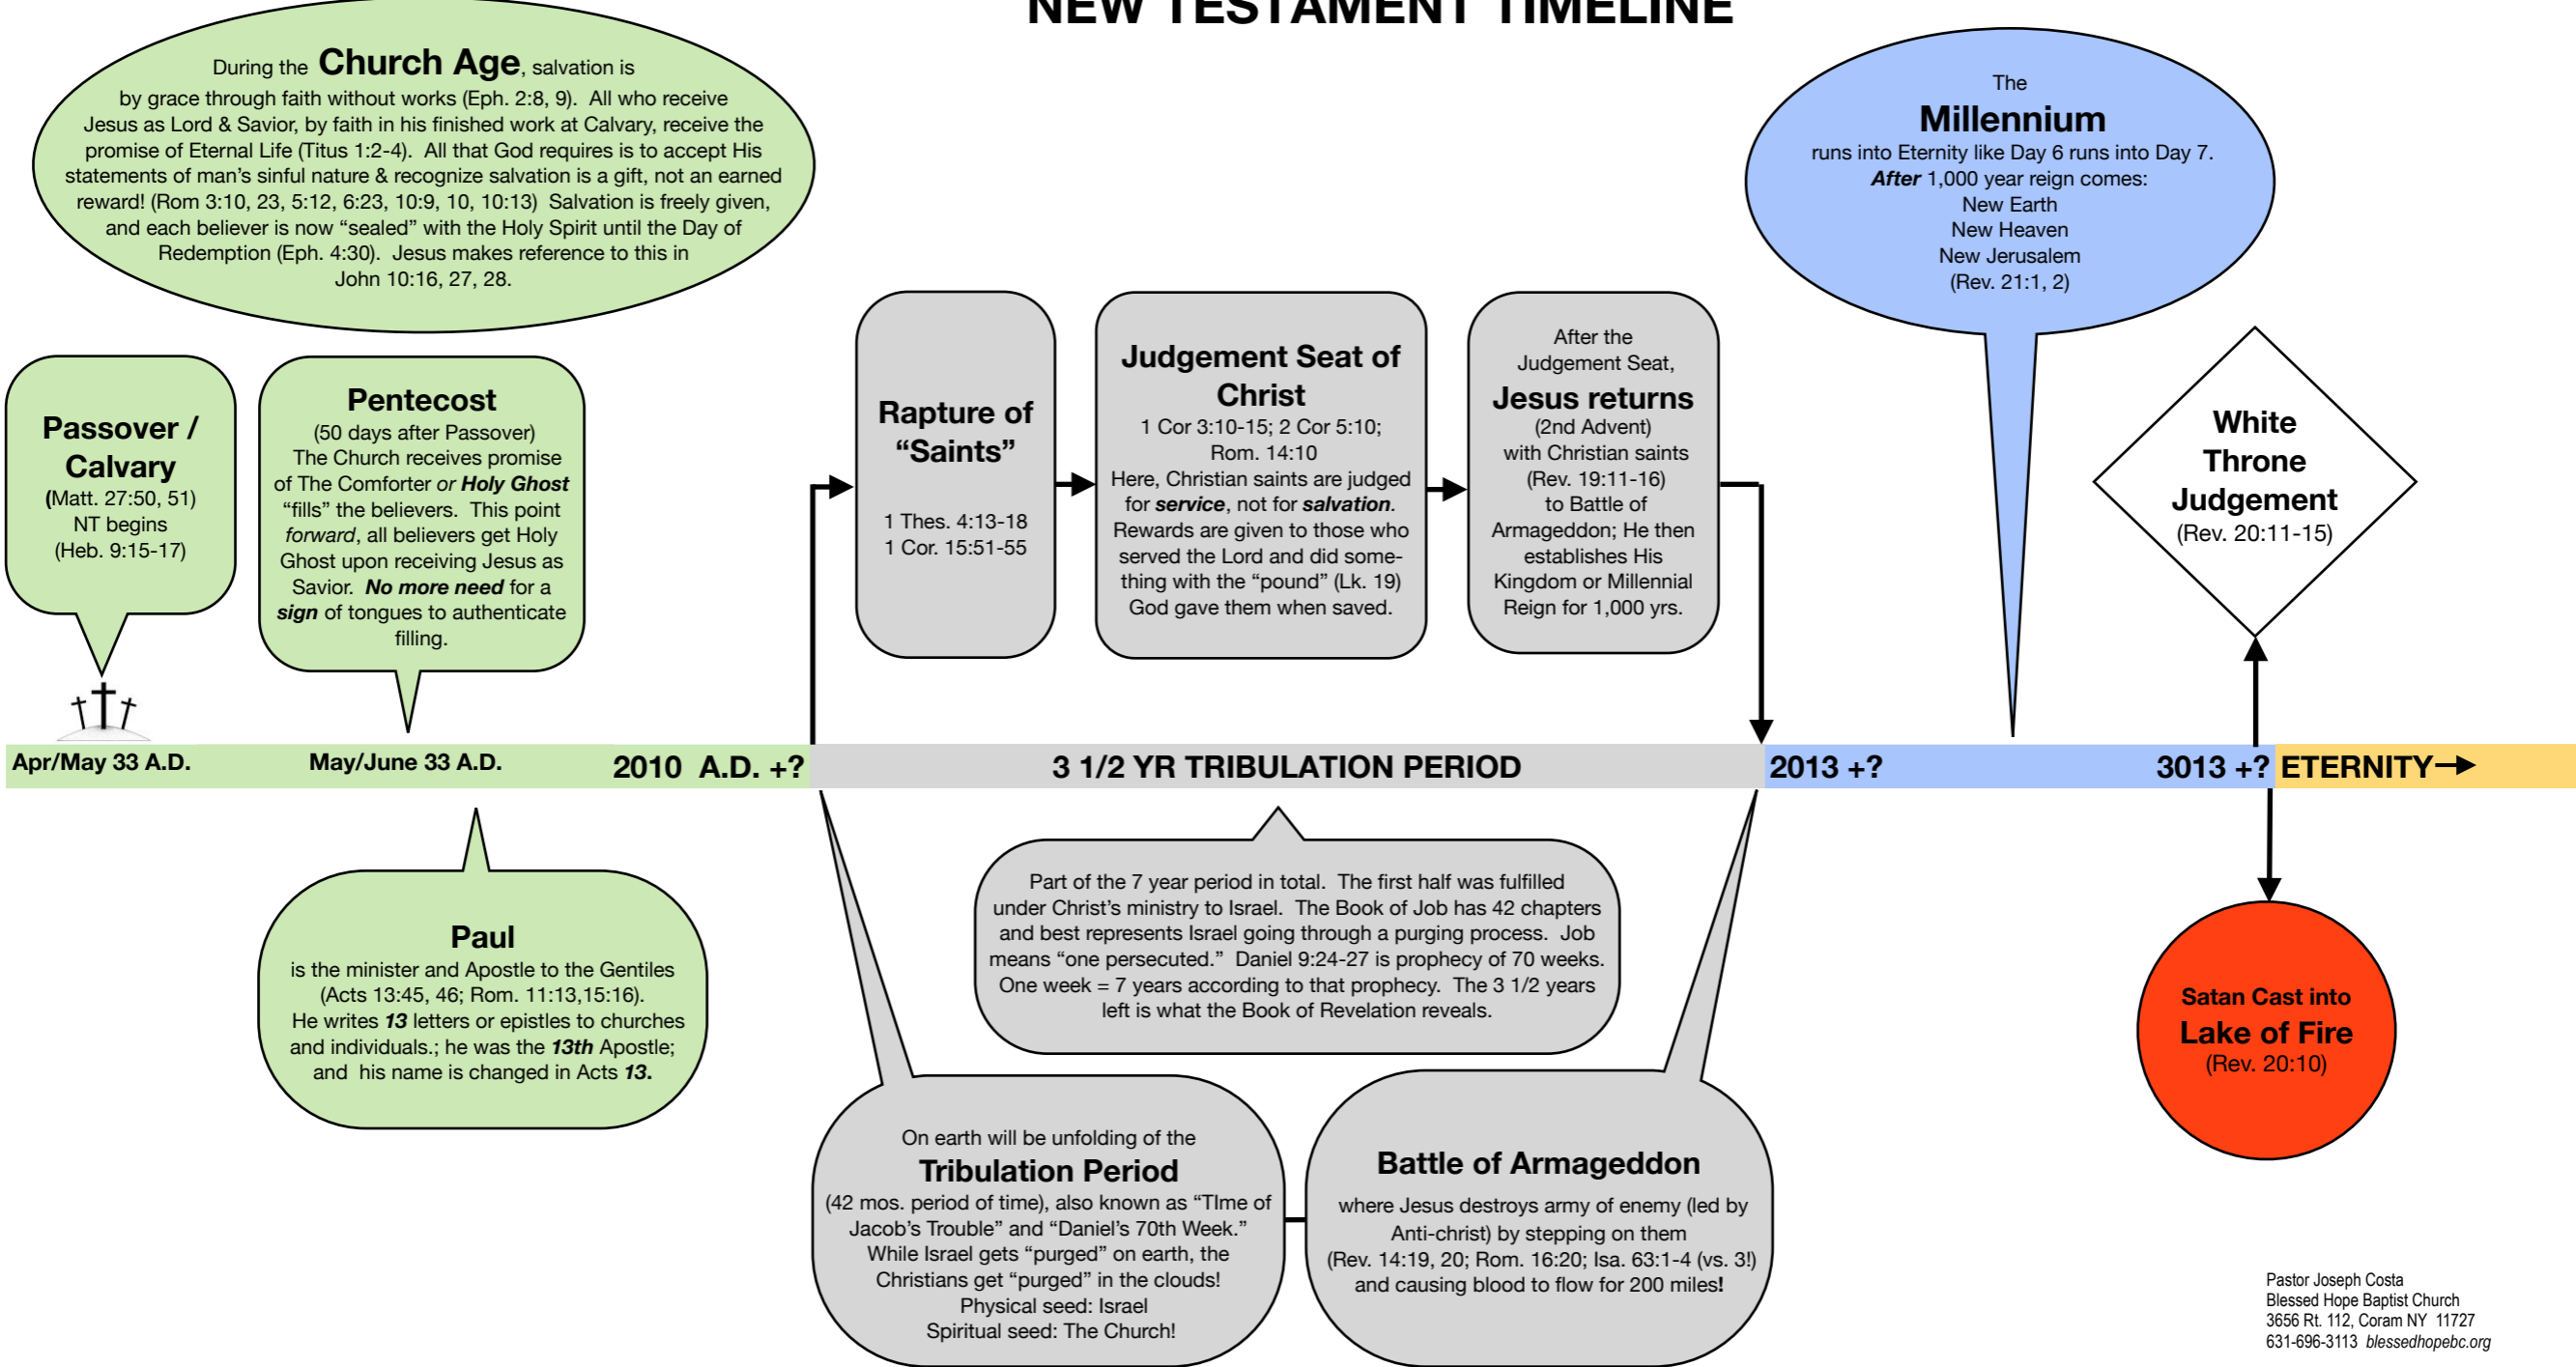 NEW TESTAMENT TIMELINE
During the Church Age, salvation is
by grace through faith without works (Eph. 2:8, 9). All who receive
Jesus as Lord & Savior, by faith in his finished work at Calvary, receive the
promise of Eternal Life (Titus 1:2-4). All that God requires is to accept His
statements of man's sinful nature & recognize salvation is a gift, not an earned
reward! (Rom 3:10, 23, 5:12, 6:23, 10:9, 10, 10:13) Salvation is freely given,
and each believer is now “sealed” with the Holy Spirit until the Day of
Redemption (Eph. 4:30). Jesus makes reference to this in
John 10:16, 27, 28.
The
Millennium
runs into Eternity like Day 6 runs into Day 7.
After 1,000 year reign comes:
New Earth
New Heaven
New Jerusalem
(Rev. 21:1, 2)
Passover /
Calvary
(Matt. 27:50, 51)
NT begins
(Heb. 9:15-17)
Pentecost
(50 days after Passover)
The Church receives promise
of The Comforter or Holy Ghost
“fills” the believers. This point
forward, all believers get Holy
Ghost upon receiving Jesus as
Savior. No more need for a
sign of tongues to authenticate
filling.
Rapture of
“Saints”
1 Thes. 4:13-18
1 Cor. 15:51-55
Judgement Seat of
Christ
1 Cor 3:10-15; 2 Cor 5:10;
Rom. 14:10
Here, Christian saints are judged
for service, not for salvation.
Rewards are given to those who
served the Lord and did some-
thing with the “pound” (Lk. 19)
God gave them when saved.
After the
Judgement Seat,
Jesus returns
(2nd Advent)
with Christian saints
(Rev. 19:11-16)
to Battle of
Armageddon; He then
establishes His
Kingdom or Millennial
Reign for 1,000 yrs.
White
Throne
Judgement
(Rev. 20:11-15)
Apr/May 33 A.D.
May/June 33 A.D.
2010 A.D. +?
3 1/2 YR TRIBULATION PERIOD
2013 +?
3013 +?
ETERNITY
Paul
is the minister and Apostle to the Gentiles
(Acts 13:45, 46; Rom. 11:13,15:16).
He writes 13 letters or epistles to churches
and individuals.; he was the 13th Apostle;
and his name is changed in Acts 13.
Part of the 7 year period in total. The first half was fulfilled
under Christ's ministry to Israel. The Book of Job has 42 chapters
and best represents Israel going through a purging process. Job
means “one persecuted.” Daniel 9:24-27 is prophecy of 70 weeks.
One week = 7 years according to that prophecy. The 3 1/2 years
left is what the Book of Revelation reveals.
On earth will be unfolding of the
Tribulation Period
(42 mos. period of time), also known as “TIme of
Jacob's Trouble” and “Daniel's 70th Week.”
While Israel gets “purged” on earth, the
Christians get “purged” in the clouds!
Physical seed: Israel
Spiritual seed: The Church!
Battle of Armageddon
where Jesus destroys army of enemy (led by
Anti-christ) by stepping on them
(Rev. 14:19, 20; Rom. 16:20; Isa. 63:1-4 (vs. 3!)
and causing blood to flow for 200 miles!
Satan Cast into
Lake of Fire
(Rev. 20:10)
Pastor Joseph Costa
Blessed Hope Baptist Church
3656 Rt. 112, Coram NY 11727
631-696-3113 blessedhopebc.org